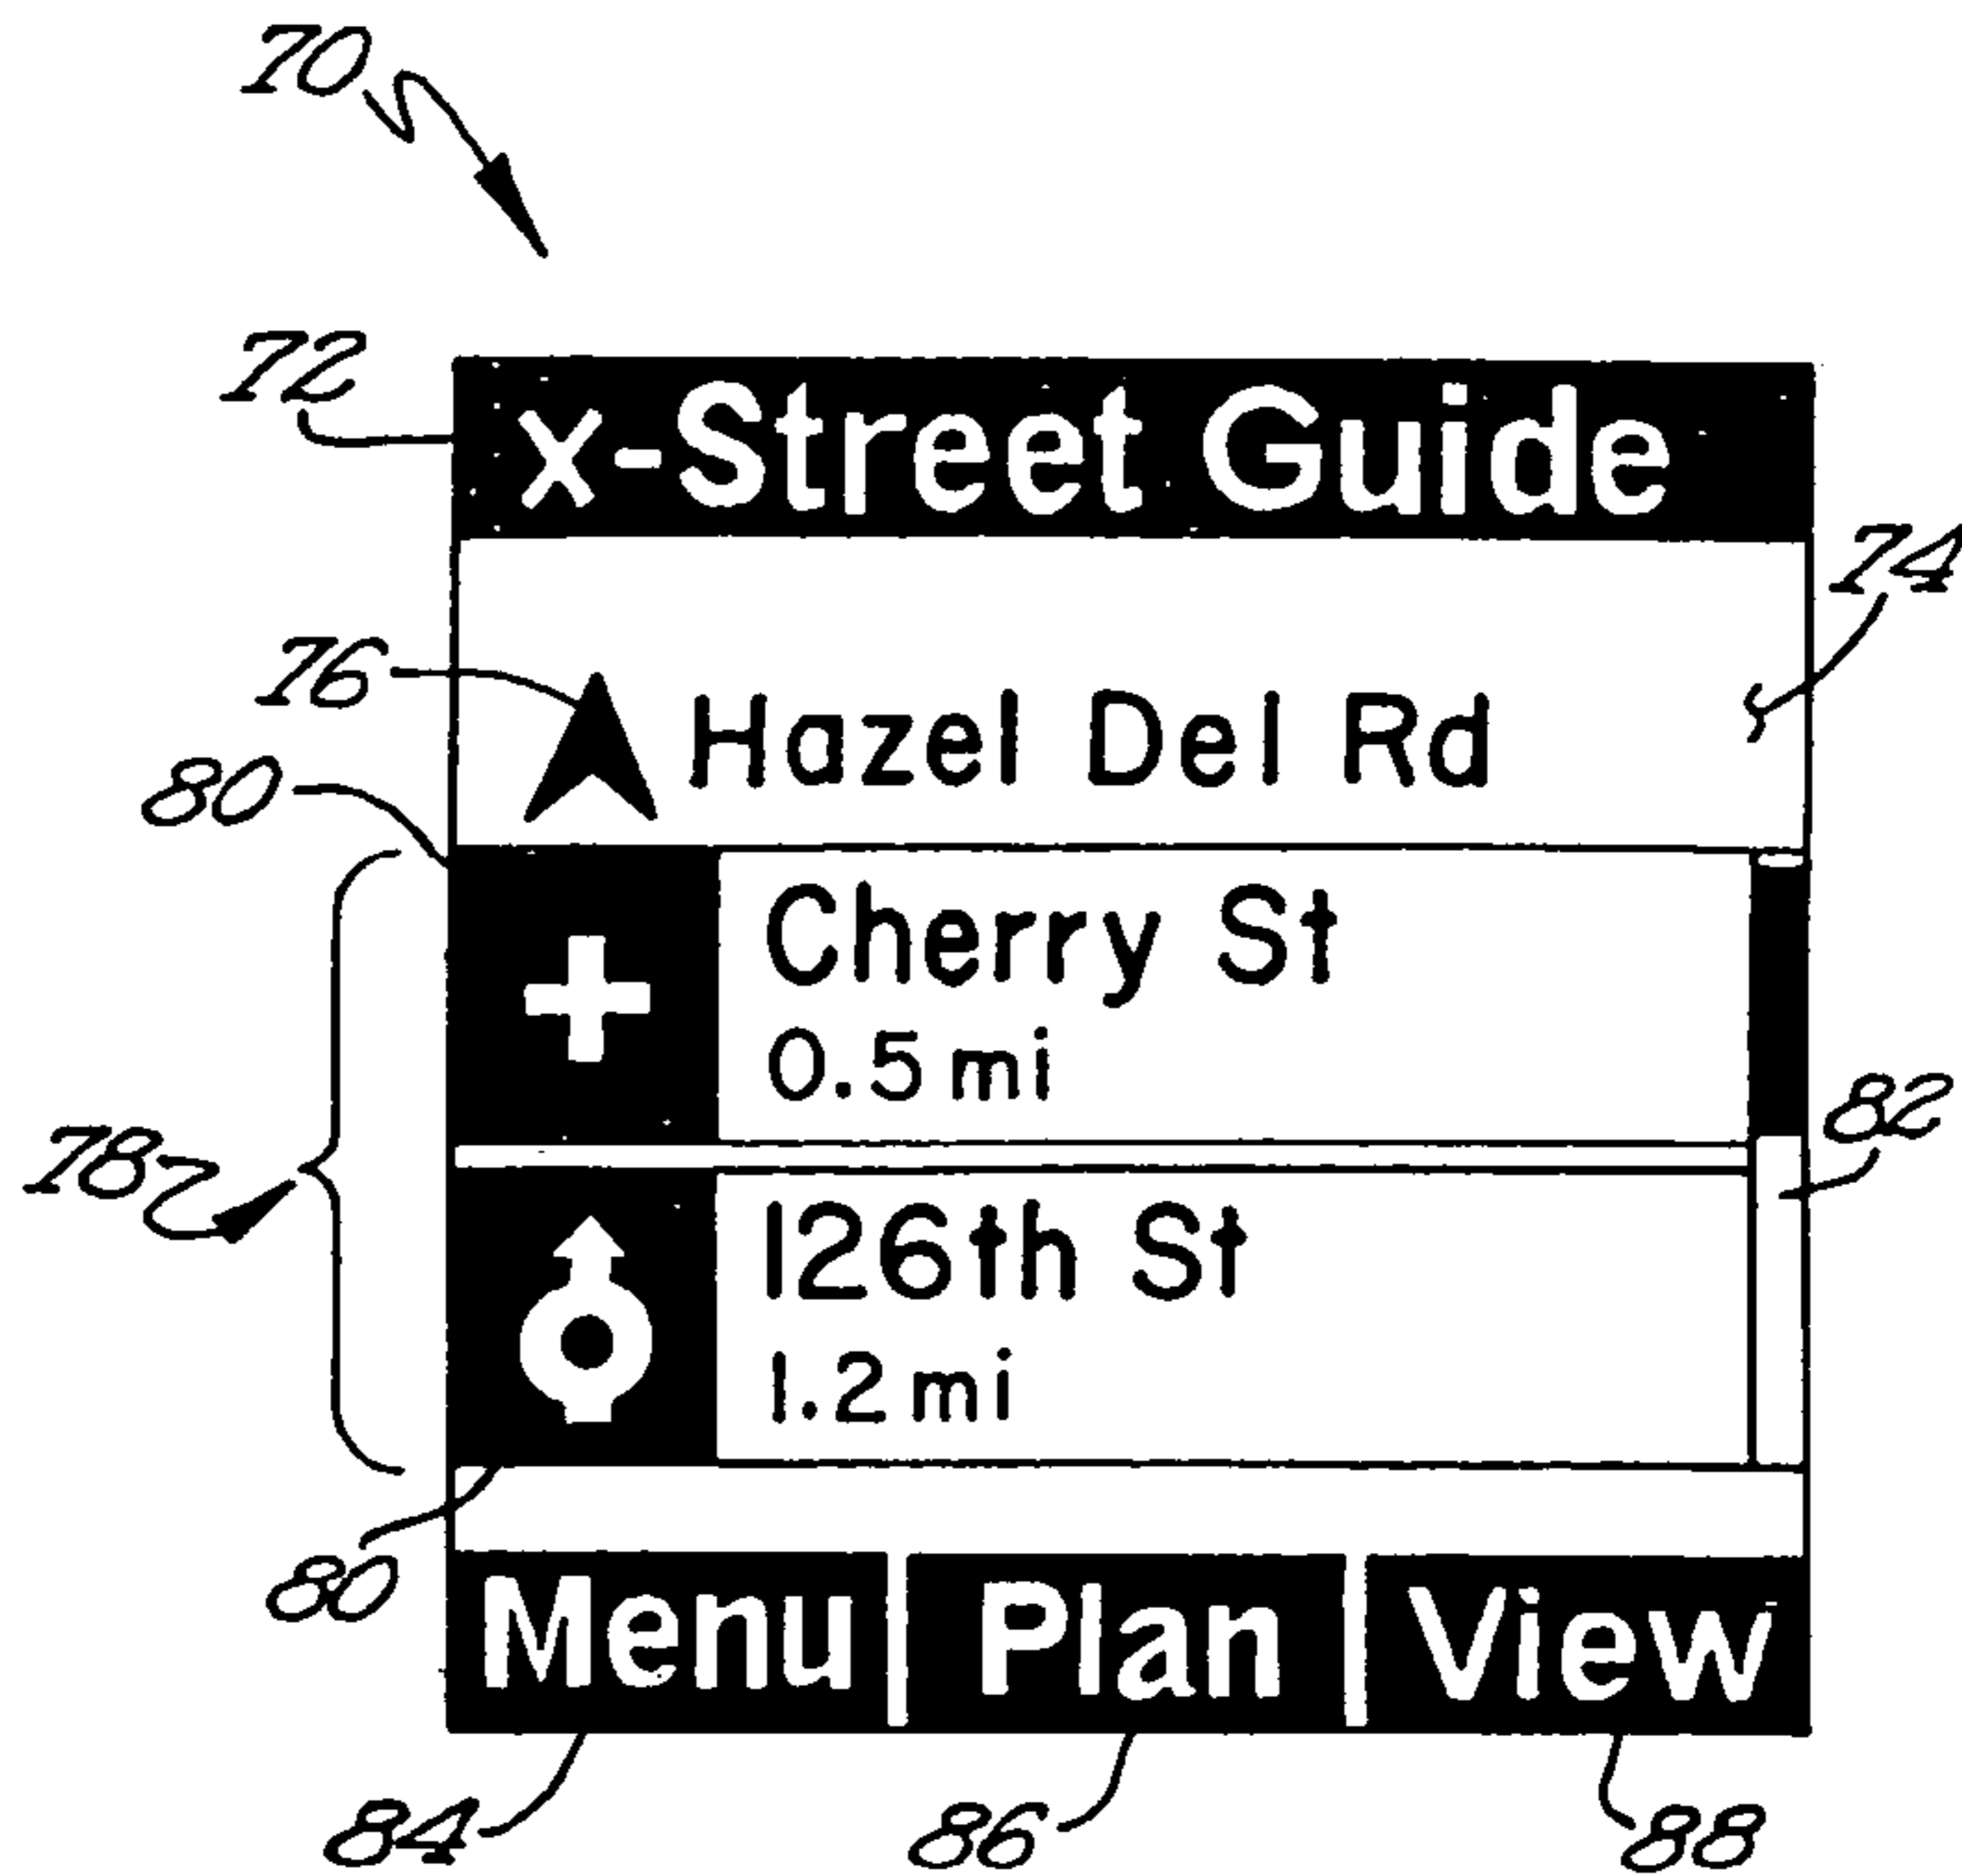 70
72
x-Street Guide
74
76
Hazel Del Rd
80
Cherry St
0.5 mi
78
82
126th St
1.2 mi
80
Menu Plan View
84 86 88